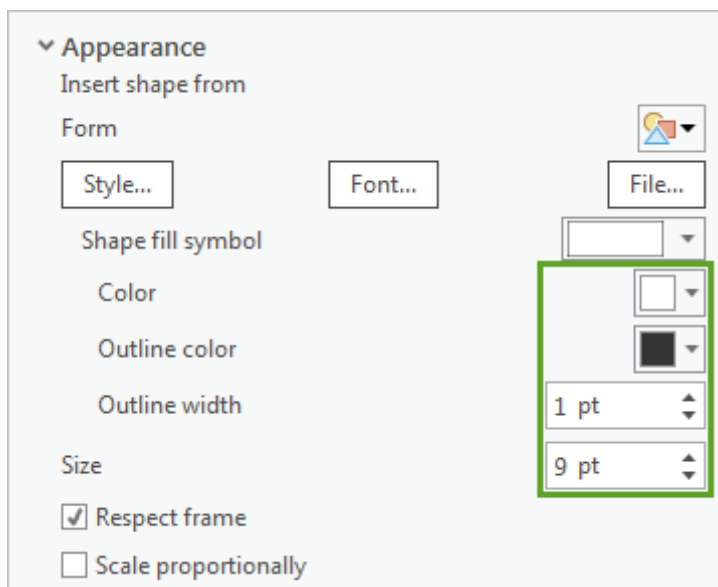 Appearance
Insert shape from
Form
Style... Font... File...
Shape fill symbol
Color
Outline color
Outline width 1 pt
Size 9 pt
Respect frame
Scale proportionally